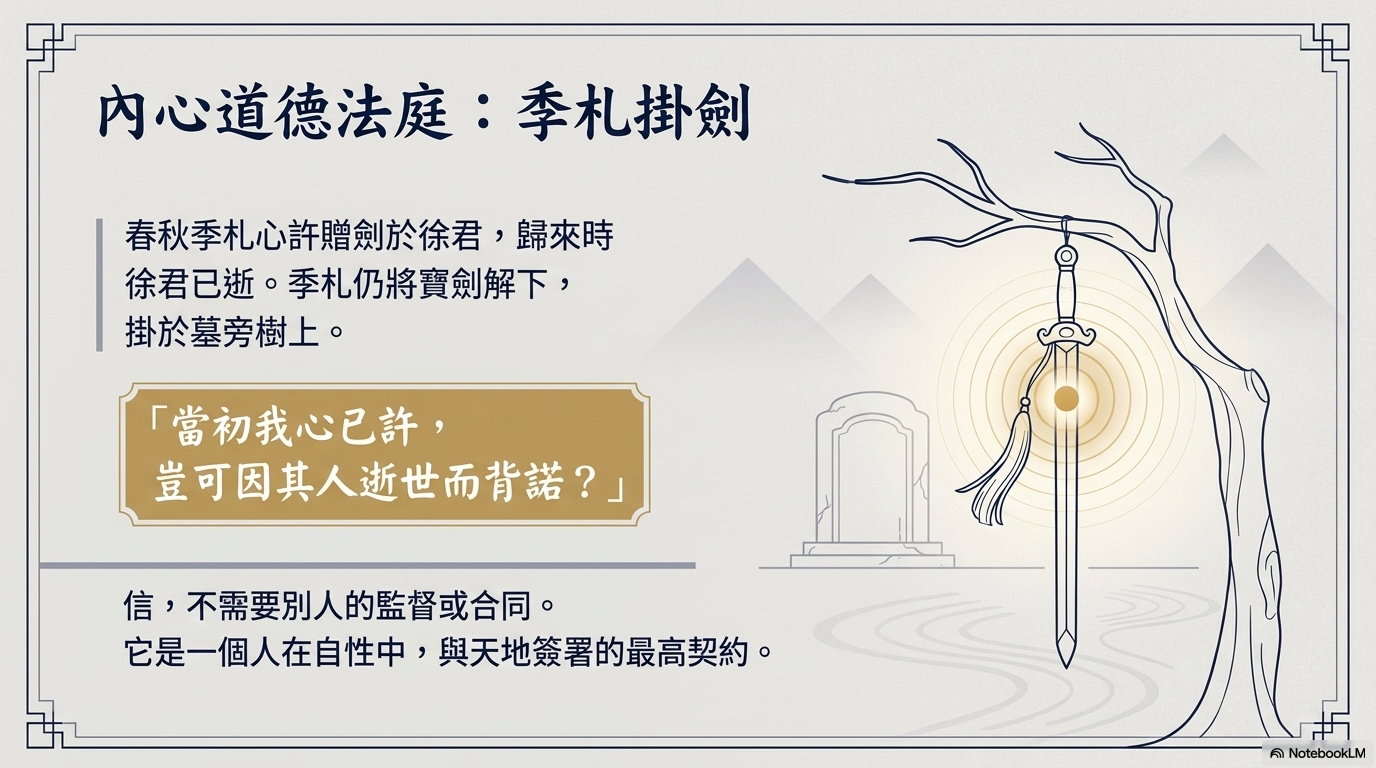 內心道德法庭：季札掛劍
春秋季札心許贈劍於徐君，歸來時
徐君已逝。季札仍將寶劍解下，
掛於墓旁樹上。
「當初我心已許，
豈可因其人逝世而背諾？」
信，不需要別人的監督或合同。
它是一個人在自性中，與天地簽署的最高契約。
NotebookLM